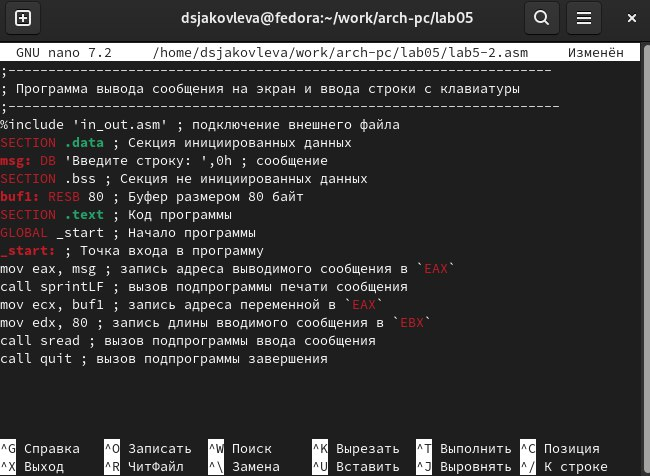 dsjakovleva@fedora:~/work/arch-pc/lab05
GNU nano 7.2 /home/dsjakovleva/work/arch-pc/lab05/lab5-2.asm Изменён
;--------------------------------------------------------------------
; Программа вывода сообщения на экран и ввода строки с клавиатуры
;---------------------------------------------------------------------
%include 'in_out.asm' ; подключение внешнего файла
SECTION .data ; Секция инициированных данных
msg: DB 'Введите строку: ',0h ; сообщение
SECTION .bss ; Секция не инициированных данных
buf1: RESB 80 ; Буфер размером 80 байт
SECTION .text ; Код программы
GLOBAL _start ; Начало программы
_start: ; Точка входа в программу
mov eax, msg ; запись адреса выводимого сообщения в `EAX`
call sprintLF ; вызов подпрограммы печати сообщения
mov ecx, buf1 ; запись адреса переменной в `EAX`
mov edx, 80 ; запись длины вводимого сообщения в `EBX`
call sread ; вызов подпрограммы ввода сообщения
call quit ; вызов подпрограммы завершения
^G Справка ^O Записать ^W Поиск ^K Вырезать ^T Выполнить ^C Позиция
^X Выход ^R ЧитФайл ^\ Замена ^U Вставить ^J Выровнять ^/ К строке